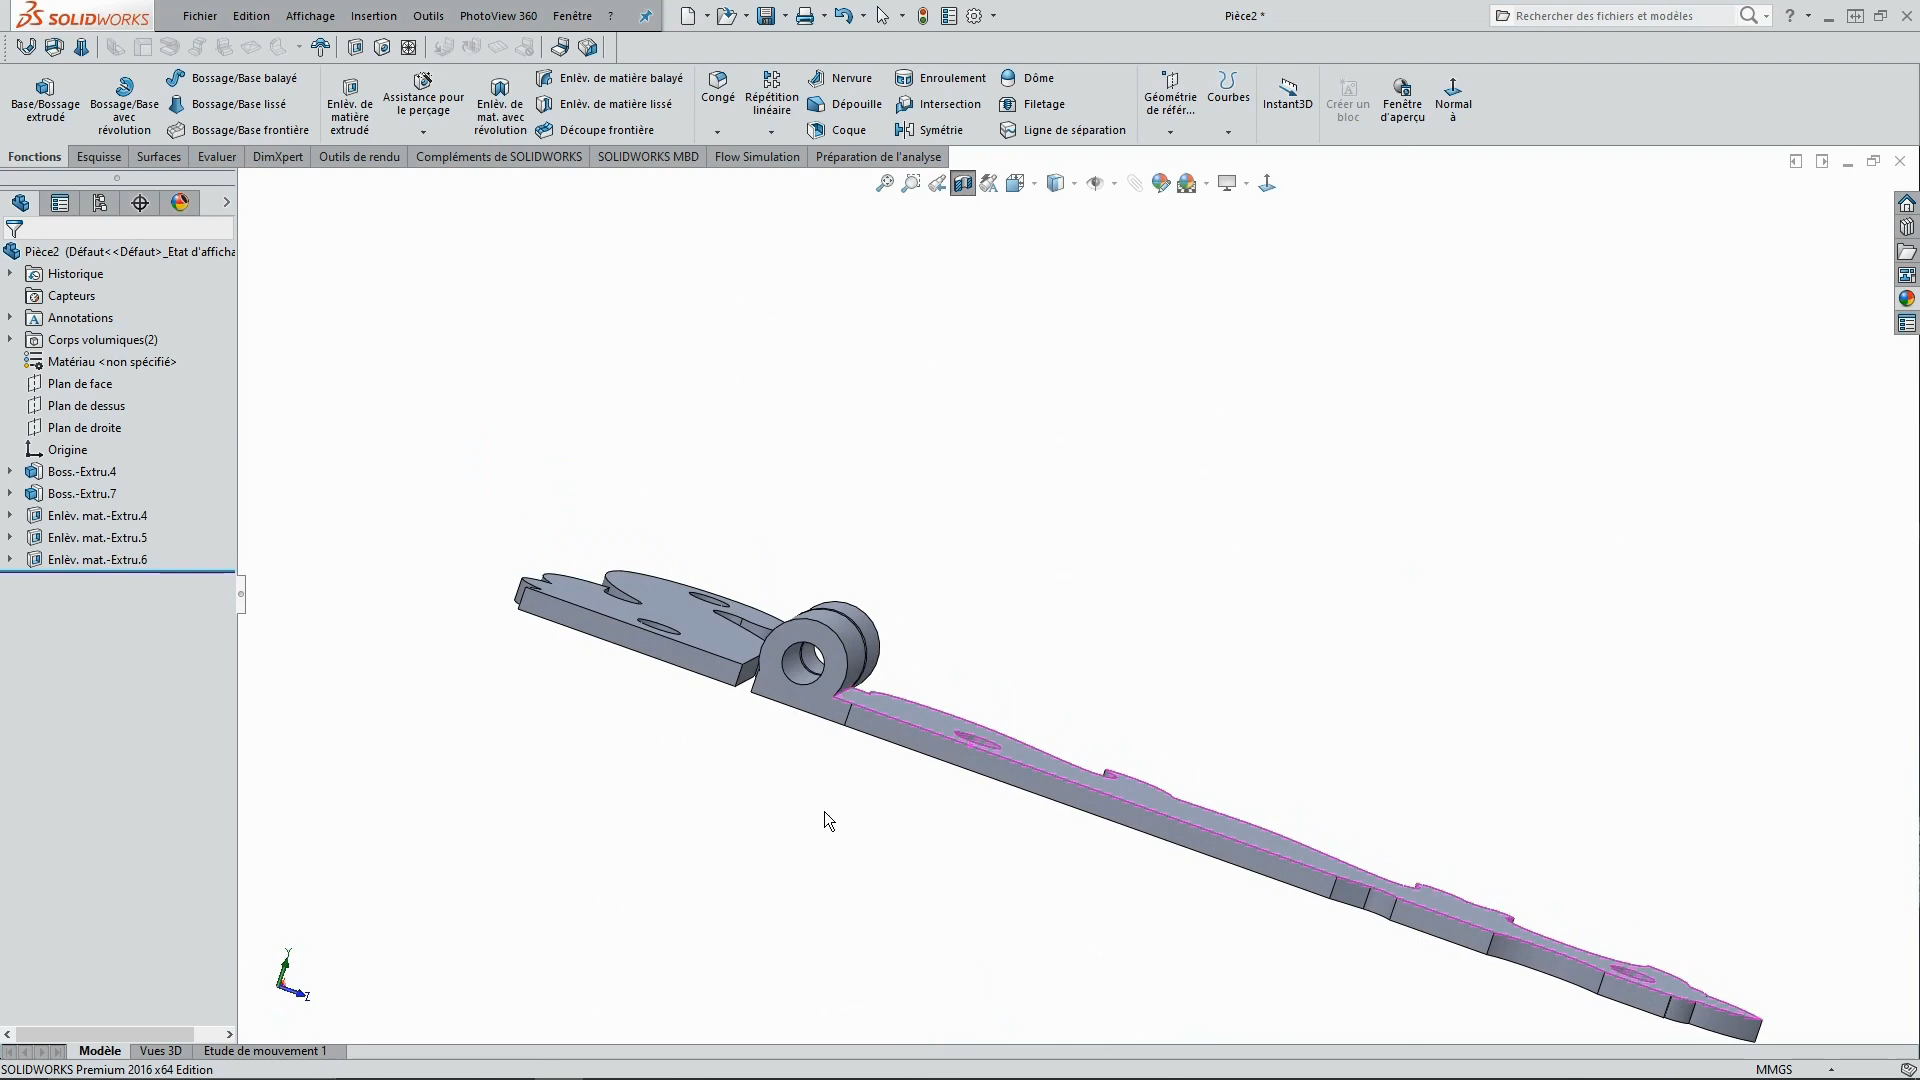 SOLIDWORKS
Fichier Edition Affichage Insertion Outils PhotoView 360 Fenêtre ?
Pièce2 *
Rechercher des fichiers et modèles
Base/Bossage extrudé
Bossage/Base avec révolution
Bossage/Base balayé
Bossage/Base lissé
Bossage/Base frontière
Enlèv. de matière extrudé
Assistance pour le perçage
Enlèv. de mat. avec révolution
Enlèv. de matière balayé
Enlèv. de matière lissé
Découpe frontière
Congé
Répétition linéaire
Nervure
Dépouille
Coque
Enroulement
Intersection
Symétrie
Dôme
Filetage
Ligne de séparation
Géométrie de référ...
Courbes
Instant3D
Créer un bloc
Fenêtre d'aperçu
Normal à
Fonctions Esquisse Surfaces Evaluer DimXpert Outils de rendu Compléments de SOLIDWORKS SOLIDWORKS MBD Flow Simulation Préparation de l'analyse
Pièce2 (Défaut<<Défaut>_Etat d'afficha
Historique
Capteurs
Annotations
Corps volumiques(2)
Matériau <non spécifié>
Plan de face
Plan de dessus
Plan de droite
Origine
Boss.-Extru.4
Boss.-Extru.7
Enlèv. mat.-Extru.4
Enlèv. mat.-Extru.5
Enlèv. mat.-Extru.6
Y
Z
Modèle Vues 3D Etude de mouvement 1
SOLIDWORKS Premium 2016 x64 Edition
MMGS